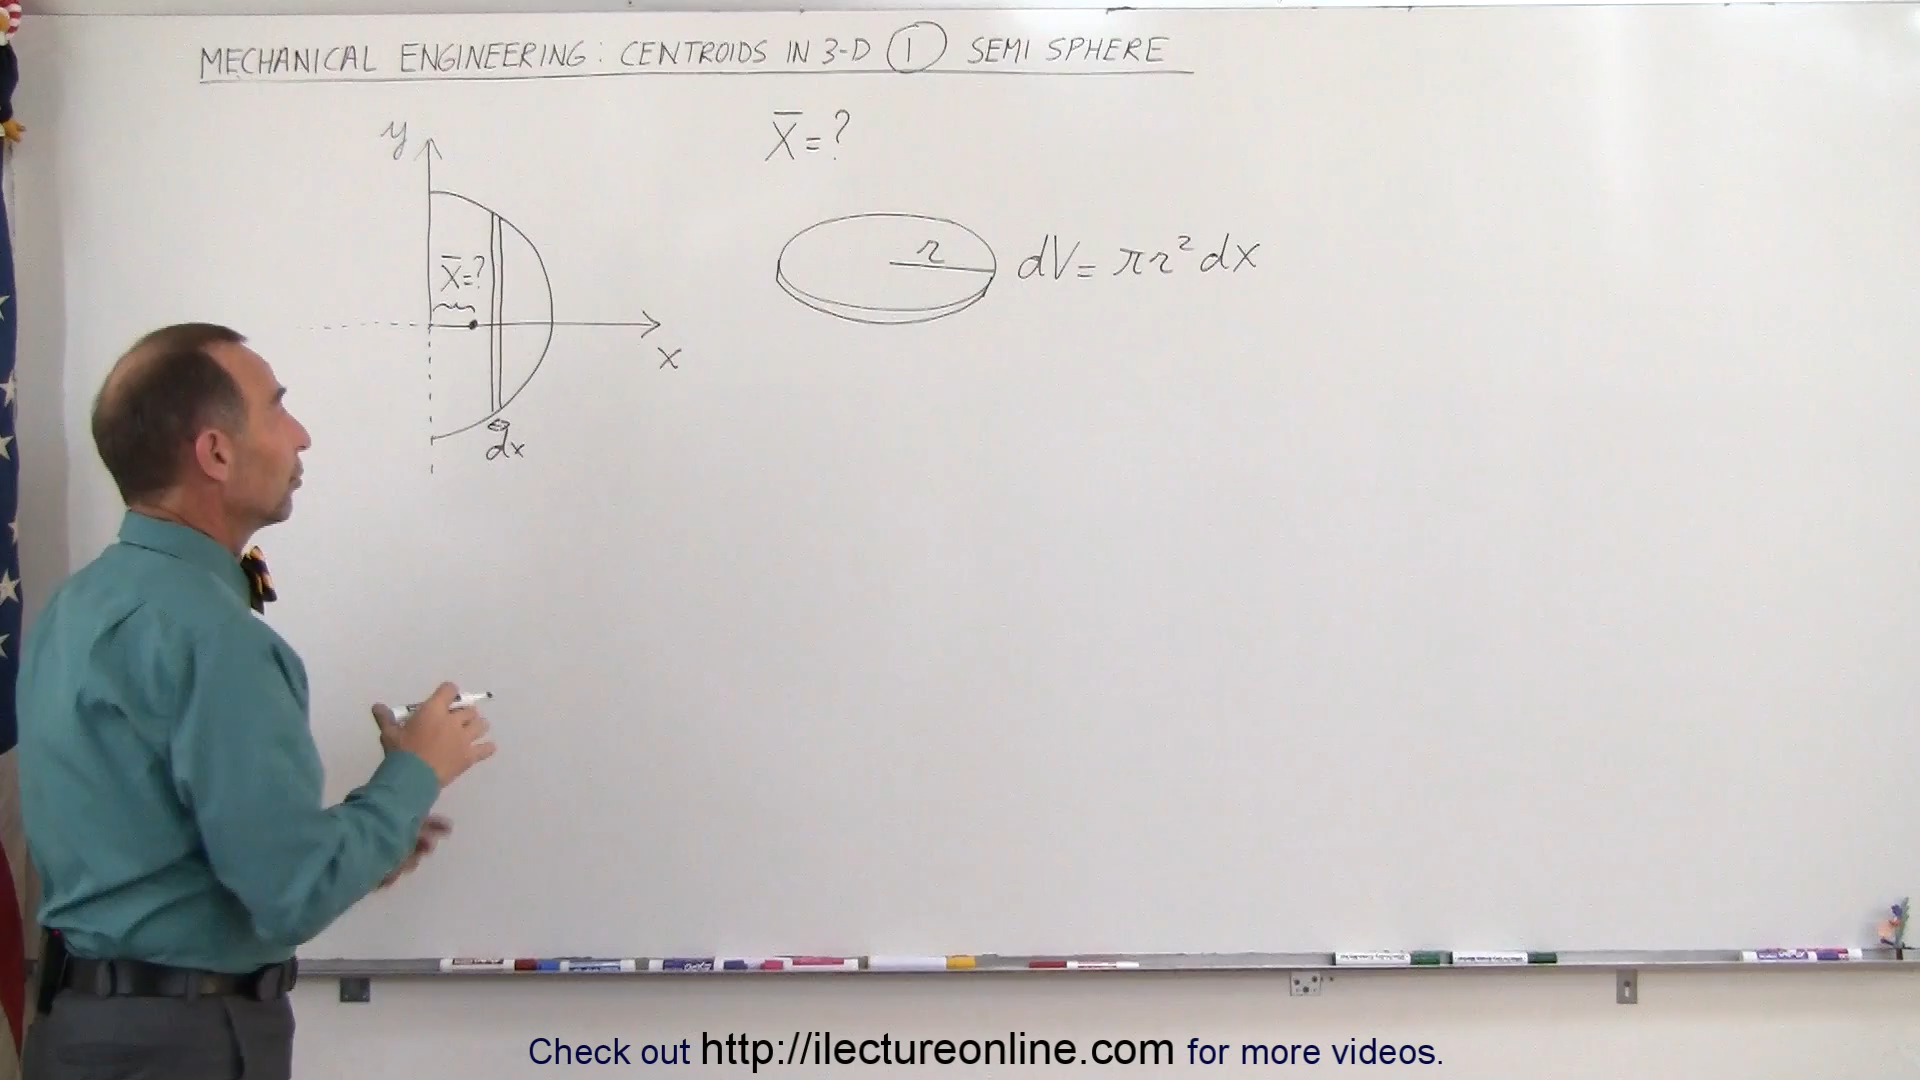 MECHANICAL ENGINEERING: CENTROIDS IN 3-D ① SEMI SPHERE
y
X̅=?
X̅=?
r
dV= πr²dx
x
dx
Check out http://ilectureonline.com for more videos.